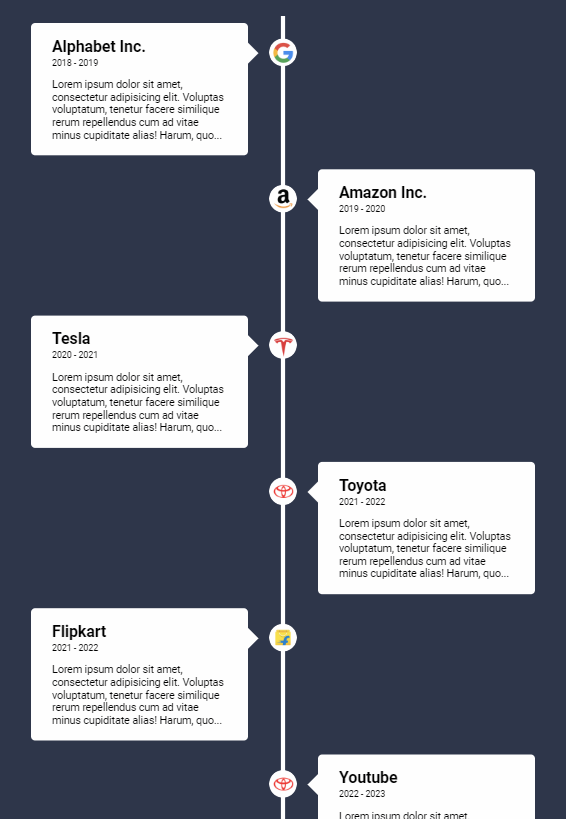 Alphabet Inc.
2018 - 2019
Lorem ipsum dolor sit amet,
consectetur adipisicing elit. Voluptas
voluptatum, tenetur facere similique
rerum repellendus cum ad vitae
minus cupiditate alias! Harum, quo...
a
Amazon Inc.
2019 - 2020
Lorem ipsum dolor sit amet,
consectetur adipisicing elit. Voluptas
voluptatum, tenetur facere similique
rerum repellendus cum ad vitae
minus cupiditate alias! Harum, quo...
Tesla
2020 - 2021
Lorem ipsum dolor sit amet,
consectetur adipisicing elit. Voluptas
voluptatum, tenetur facere similique
rerum repellendus cum ad vitae
minus cupiditate alias! Harum, quo...
Toyota
2021 - 2022
Lorem ipsum dolor sit amet,
consectetur adipisicing elit. Voluptas
voluptatum, tenetur facere similique
rerum repellendus cum ad vitae
minus cupiditate alias! Harum, quo...
Flipkart
2021 - 2022
Lorem ipsum dolor sit amet,
consectetur adipisicing elit. Voluptas
voluptatum, tenetur facere similique
rerum repellendus cum ad vitae
minus cupiditate alias! Harum, quo...
Youtube
2022 - 2023
Lorem ipsum dolor sit amet,